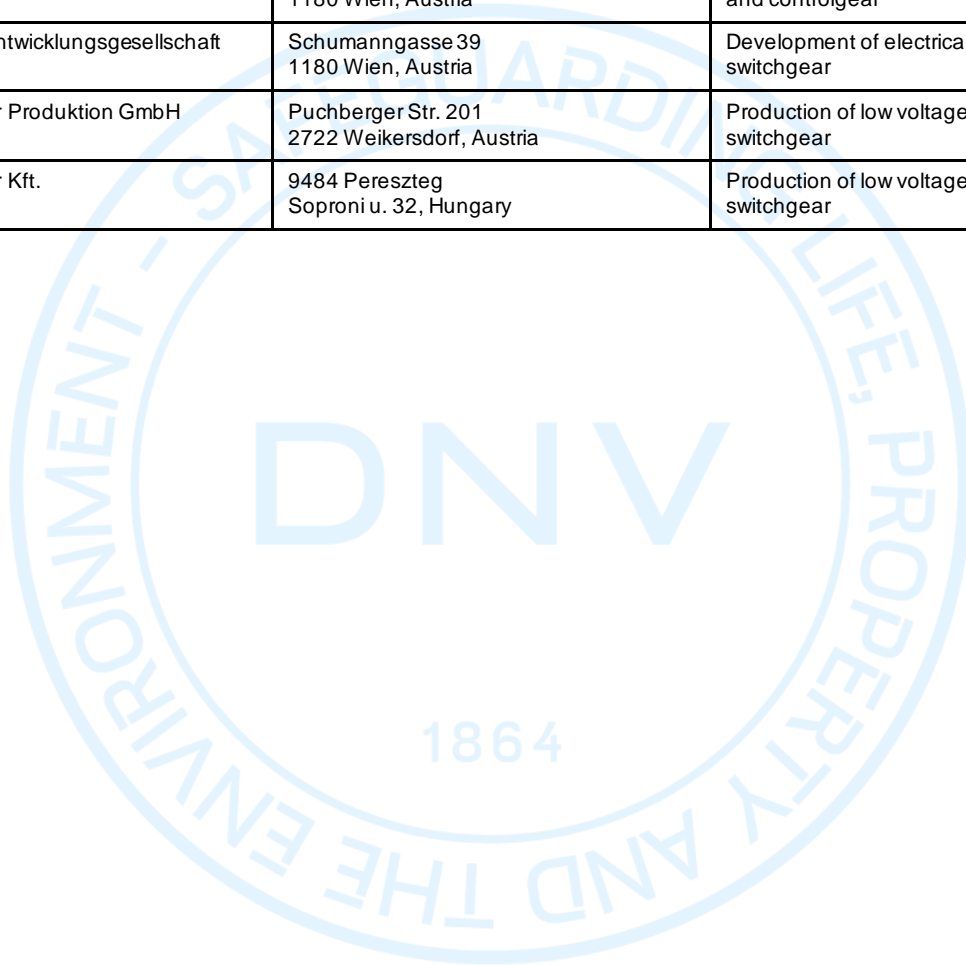 1180 Wien, Austria
and controlgear
ntwicklungsgesellschaft
Schumanngasse 39
1180 Wien, Austria
Development of electrica
switchgear
r Produktion GmbH
Puchberger Str. 201
2722 Weikersdorf, Austria
Production of low voltage
switchgear
r Kft.
9484 Pereszteg
Soproni u. 32, Hungary
Production of low voltage
switchgear
SAFEGUARDING LIFE, PROPERTY AND THE ENVIRONMENT –
DNV
1864